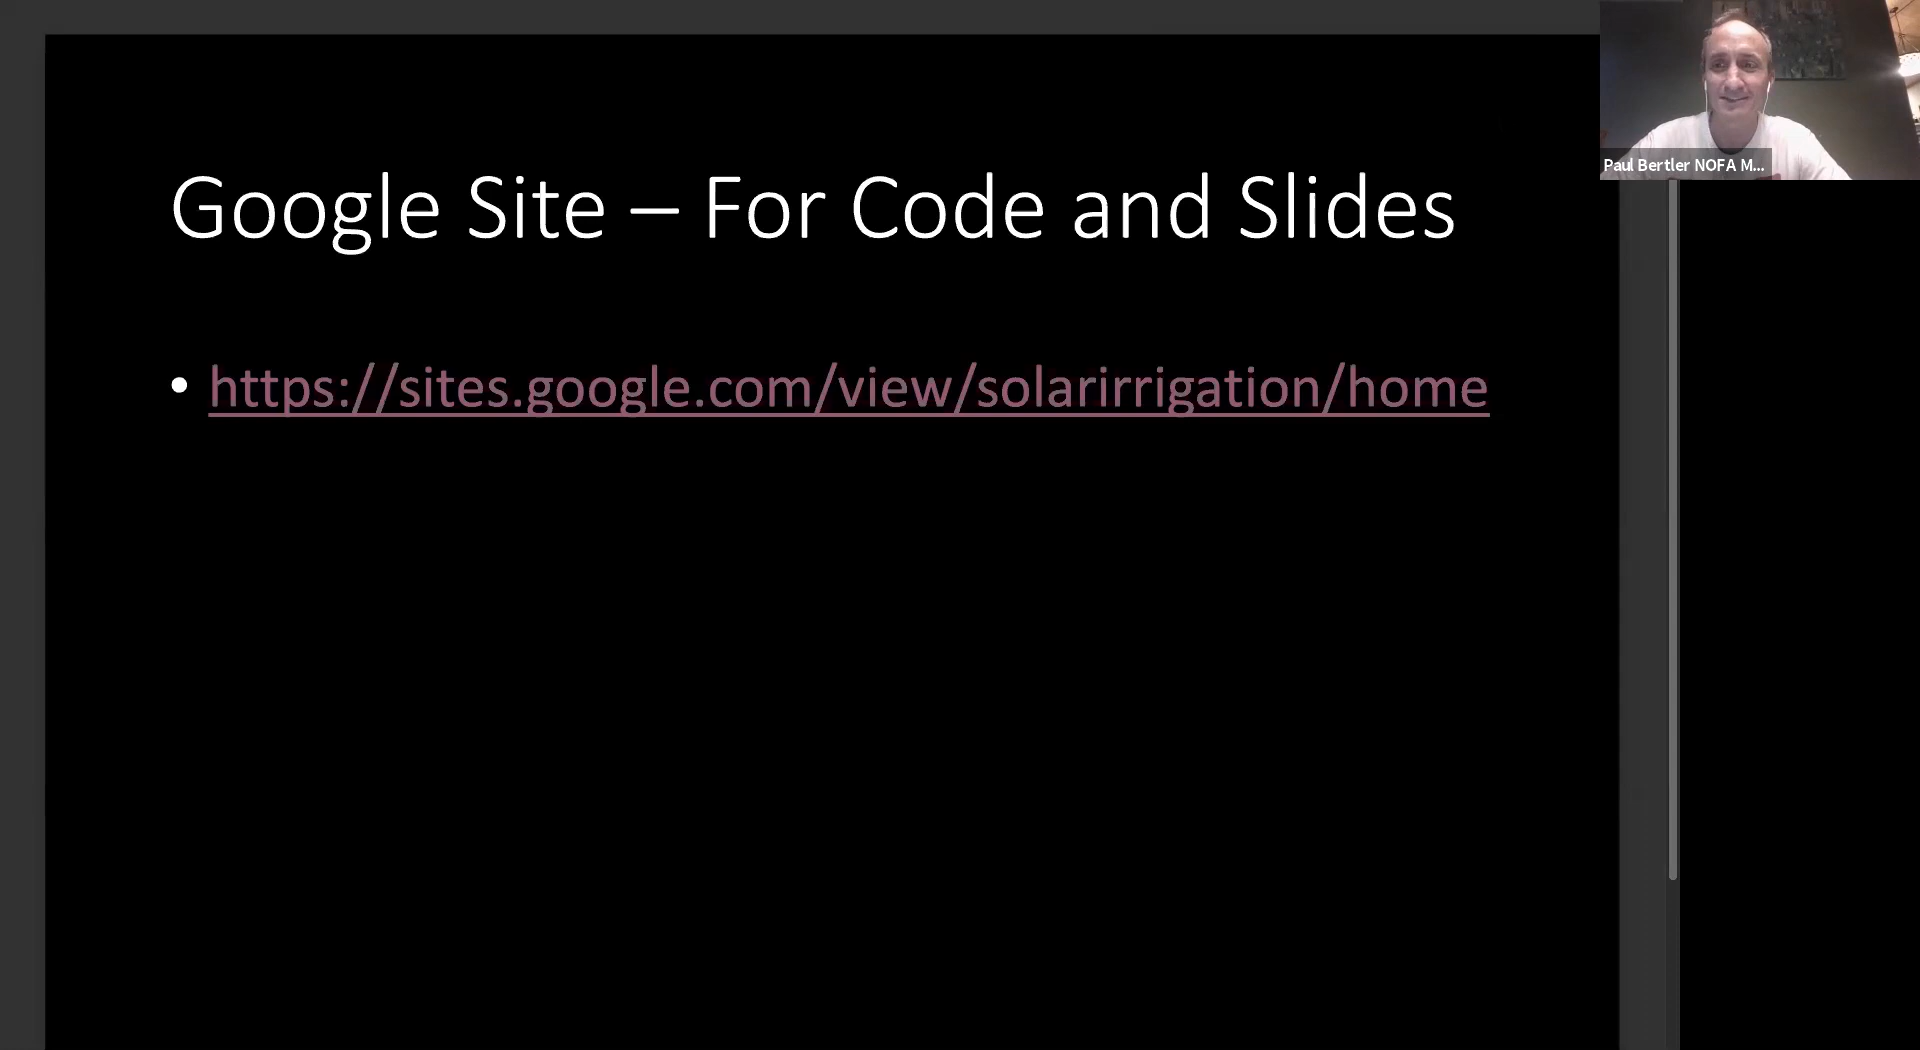 Google Site – For Code and Slides
• https://sites.google.com/view/solarirrigation/home
Paul Bertler NOFA M...